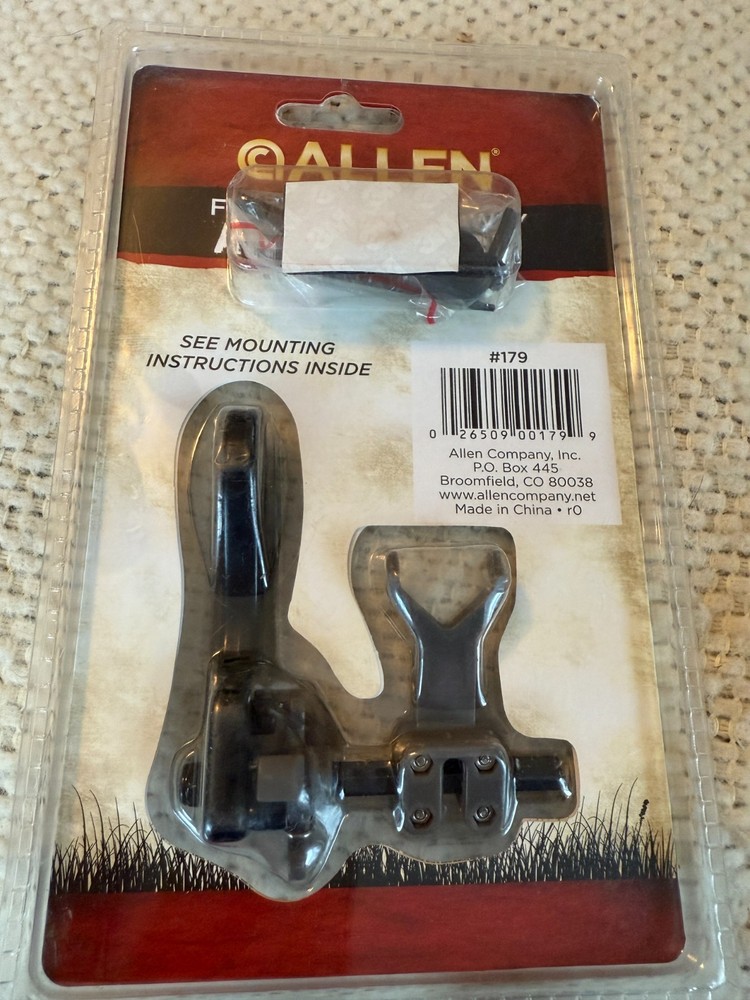 ALLEN®
SEE MOUNTING
INSTRUCTIONS INSIDE
#179
0 26509 00179 9
Allen Company, Inc.
P.O. Box 445
Broomfield, CO 80038
www.allencompany.net
Made in China • r0